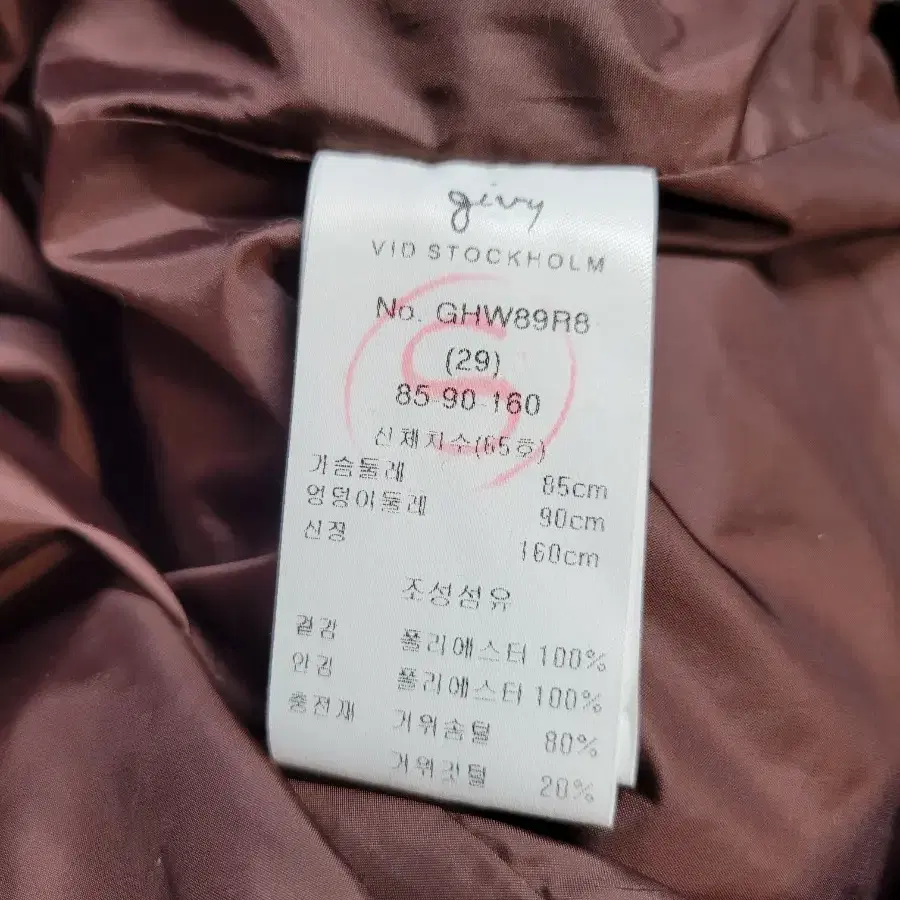 givy
VID STOCKHOLM
No. GHW89R8
(29)
85-90-160
신체치수(65호)
가슴둘레 85cm
엉덩이둘레 90cm
신장 160cm
조성섬유
겉감 폴리에스터 100%
안감 폴리에스터 100%
충전재 거위솜털 80%
거위깃털 20%